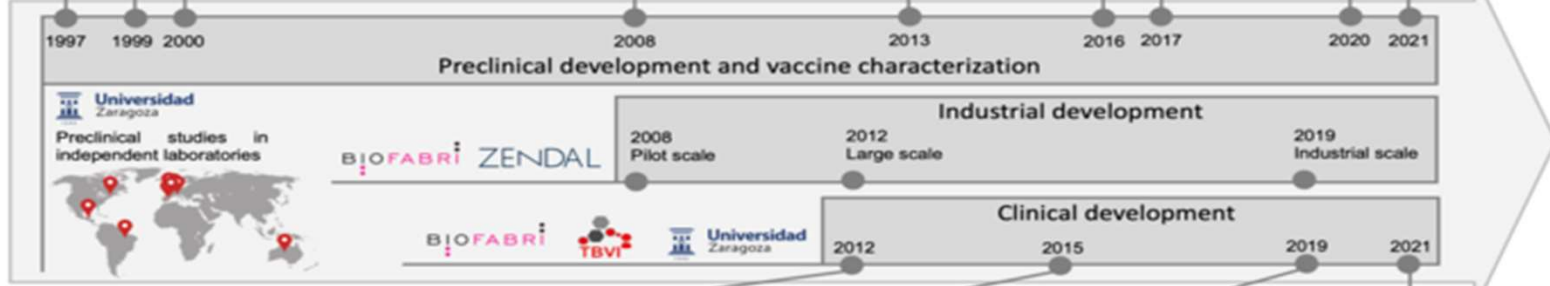 1997 1999 2000 2008 2013 2016 2017 2020 2021
Preclinical development and vaccine characterization
Universidad
Zaragoza
Preclinical studies in
independent laboratories
BIOFABRI ZENDAL
Industrial development
2008
Pilot scale
2012
Large scale
2019
Industrial scale
BIOFABRI
TBVI
Universidad
Zaragoza
Clinical development
2012 2015 2019 2021